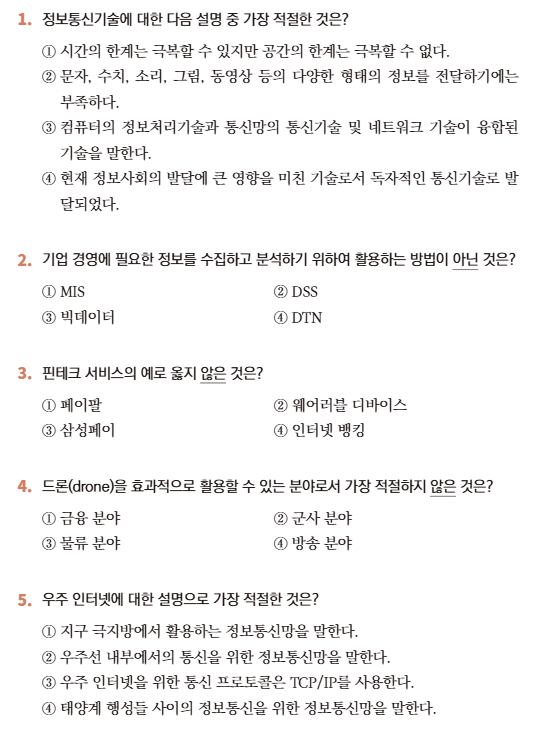 1. 정보통신기술에 대한 다음 설명 중 가장 적절한 것은?
① 시간의 한계는 극복할 수 있지만 공간의 한계는 극복할 수 없다.
② 문자, 수치, 소리, 그림, 동영상 등의 다양한 형태의 정보를 전달하기에는
부족하다.
③ 컴퓨터의 정보처리기술과 통신망의 통신기술 및 네트워크 기술이 융합된
기술을 말한다.
④ 현재 정보사회의 발달에 큰 영향을 미친 기술로서 독자적인 통신기술로 발
달되었다.
2. 기업 경영에 필요한 정보를 수집하고 분석하기 위하여 활용하는 방법이 아닌 것은?
① MIS ② DSS
③ 빅데이터 ④ DTN
3. 핀테크 서비스의 예로 옳지 않은 것은?
① 페이팔 ② 웨어러블 디바이스
③ 삼성페이 ④ 인터넷 뱅킹
4. 드론(drone)을 효과적으로 활용할 수 있는 분야로서 가장 적절하지 않은 것은?
① 금융 분야 ② 군사 분야
③ 물류 분야 ④ 방송 분야
5. 우주 인터넷에 대한 설명으로 가장 적절한 것은?
① 지구 극지방에서 활용하는 정보통신망을 말한다.
② 우주선 내부에서의 통신을 위한 정보통신망을 말한다.
③ 우주 인터넷을 위한 통신 프로토콜은 TCP/IP를 사용한다.
④ 태양계 행성들 사이의 정보통신을 위한 정보통신망을 말한다.